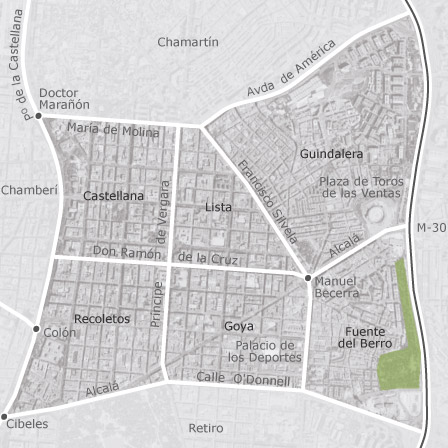 Po de la Castellana
Chamartín
Avda de América
Doctor
Marañón
María de Molina
Guindalera
Francisco Silvela
Plaza de Toros
de las Ventas
Chamberí
Castellana
Príncipe de Vergara
Lista
M-30
Alcalá
Don Ramón de la Cruz
Manuel
Becerra
Recoletos
Colón
Goya
Palacio de
los Deportes
Fuente
del Berro
Calle O'Donnell
Alcalá
Cibeles
Retiro